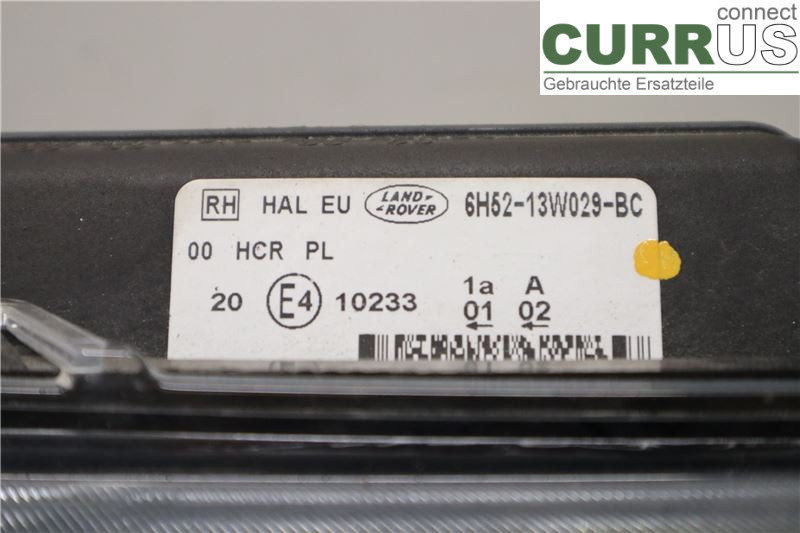 connect
CURRUS
Gebrauchte Ersatzteile
RH HAL EU LAND-ROVER 6H52-13W029-BC
00 HCR PL
1a A
20 E4 10233 01 02